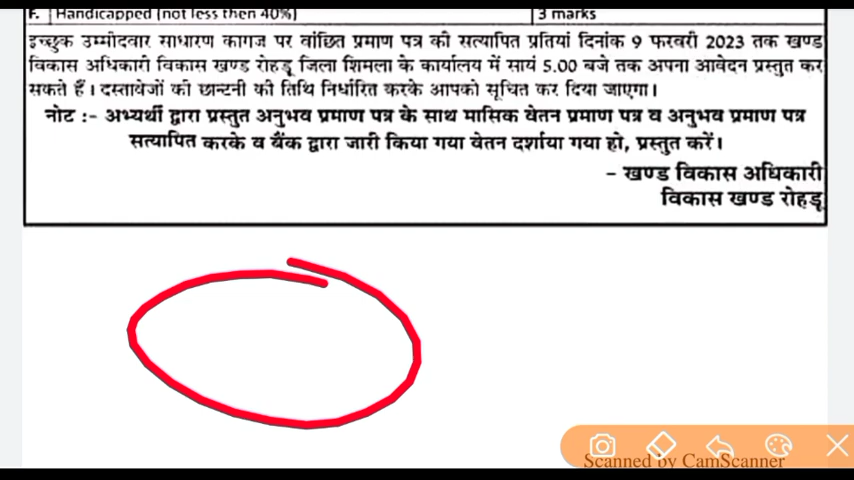 F. Handicapped (not less then 40%) 3 marks
इच्छुक उम्मीदवार साधारण कागज पर वांछित प्रमाण पत्र की सत्यापित प्रतियां दिनांक 9 फरवरी 2023 तक खण्ड
विकास अधिकारी विकास खण्ड रोहडू जिला शिमला के कार्यालय में सायं 5.00 बजे तक अपना आवेदन प्रस्तुत कर
सकते हैं। दस्तावेजों की छान्टनी की तिथि निर्धारित करके आपको सूचित कर दिया जाएगा।
नोट :- अभ्यर्थी द्वारा प्रस्तुत अनुभव प्रमाण पत्र के साथ मासिक वेतन प्रमाण पत्र व अनुभव प्रमाण पत्र
सत्यापित करके व बैंक द्वारा जारी किया गया वेतन दर्शाया गया हो, प्रस्तुत करें।
- खण्ड विकास अधिकारी
विकास खण्ड रोहडू
Scanned by CamScanner